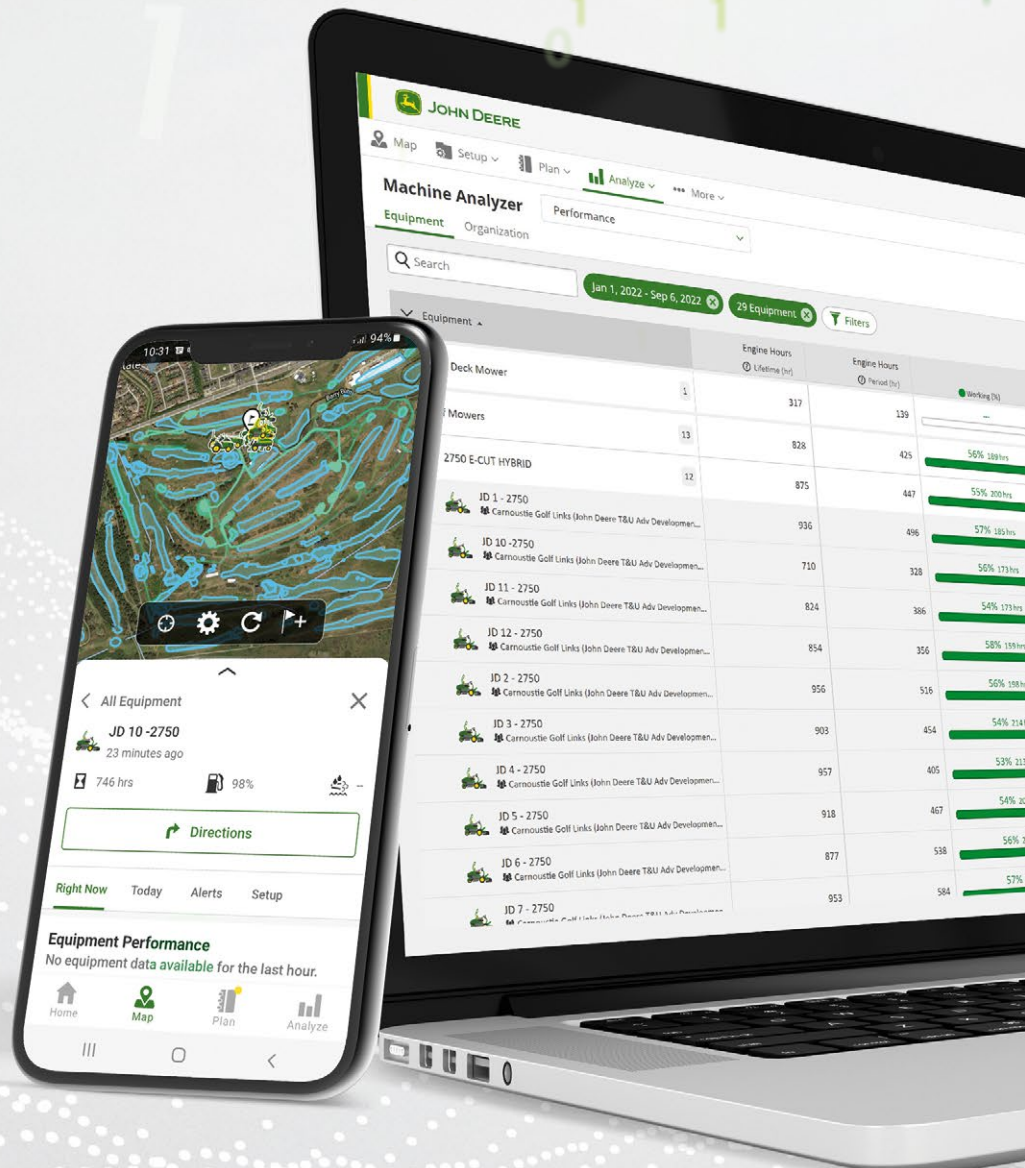 JOHN DEERE
Map Setup Plan Analyze More
Machine Analyzer Performance
Equipment Organization
Search Jan 1, 2022 - Sep 6, 2022 29 Equipment Filters
Equipment Engine Hours Engine Hours Working (%)
Lifetime (hr) Period (hr)
Deck Mower 1 317 139
Mowers 13 828 425 56% 189 hrs
2750 E-CUT HYBRID 12 875 447 55% 200 hrs
JD 1 - 2750 936 496 57% 185 hrs
Carnoustie Golf Links (John Deere T&U Adv Developmen...
JD 10 -2750 710 328 56% 173 hrs
Carnoustie Golf Links (John Deere T&U Adv Developmen...
JD 11 - 2750 824 386 54% 173 hrs
Carnoustie Golf Links (John Deere T&U Adv Developmen...
JD 12 - 2750 854 356 58% 159 hrs
Carnoustie Golf Links (John Deere T&U Adv Developmen...
JD 2 - 2750 956 516 56% 198
Carnoustie Golf Links (John Deere T&U Adv Developmen...
JD 3 - 2750 903 454 54% 214
Carnoustie Golf Links (John Deere T&U Adv Developmen...
JD 4 - 2750 957 405 53% 213
Carnoustie Golf Links (John Deere T&U Adv Developmen...
JD 5 - 2750 918 467 54%
Carnoustie Golf Links (John Deere T&U Adv Developmen...
JD 6 - 2750 877 538 56%
Carnoustie Golf Links (John Deere T&U Adv Developmen...
JD 7 - 2750 953 584 57%
10:31 94%
All Equipment
JD 10 -2750
23 minutes ago
746 hrs 98% --
Directions
Right Now Today Alerts Setup
Equipment Performance
No equipment data available for the last hour.
Home Map Plan Analyze